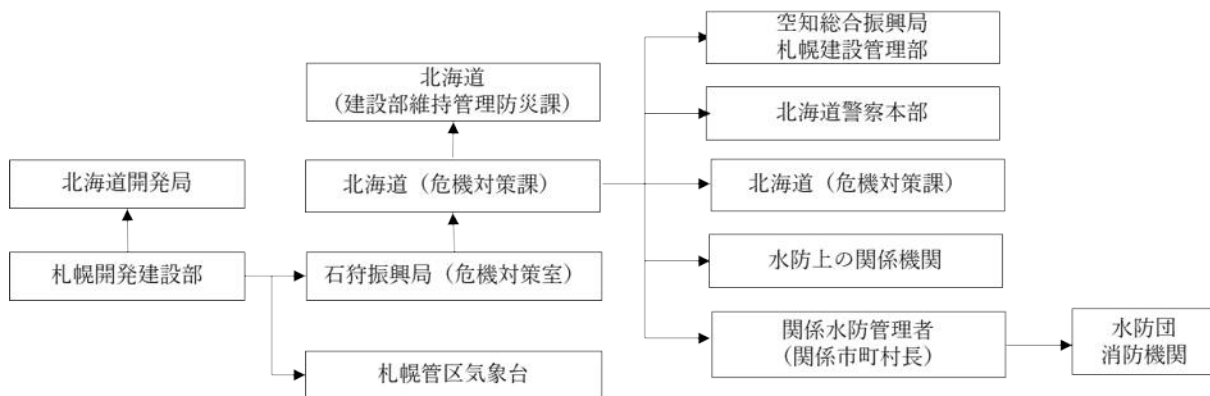 空知総合振興局
札幌建設管理部
北海道
(建設部維持管理防災課)
北海道警察本部
北海道開発局
北海道(危機対策課)
北海道(危機対策課)
札幌開発建設部
石狩振興局(危機対策室)
水防上の関係機関
関係水防管理者
(関係市町村長)
水防団
消防機関
札幌管区気象台